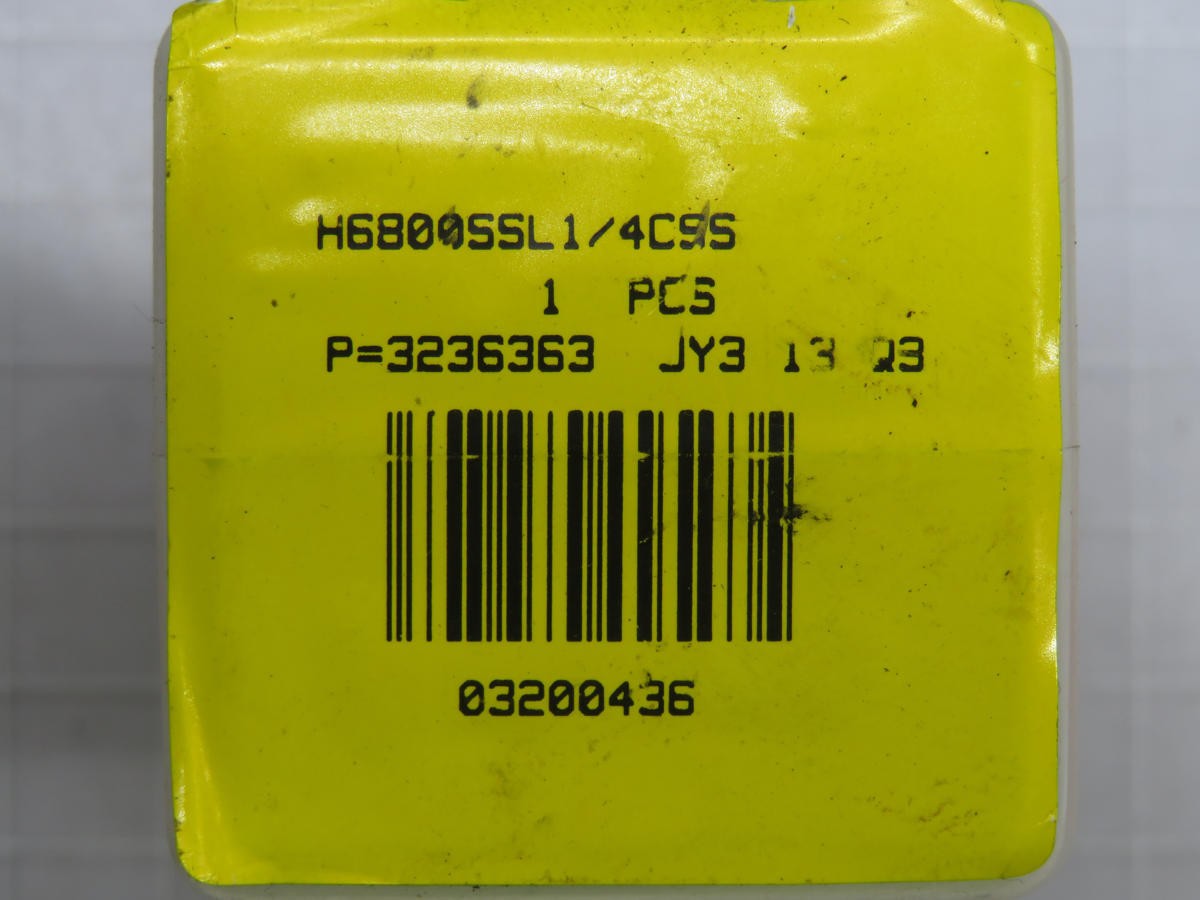 H6800SSL1/4C9S
1 PCS
P=3236363 JY3 13 Q3
03200436